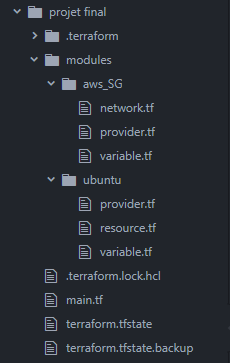 projet final
.terraform
modules
aws_SG
network.tf
provider.tf
variable.tf
ubuntu
provider.tf
resource.tf
variable.tf
.terraform.lock.hcl
main.tf
terraform.tfstate
terraform.tfstate.backup